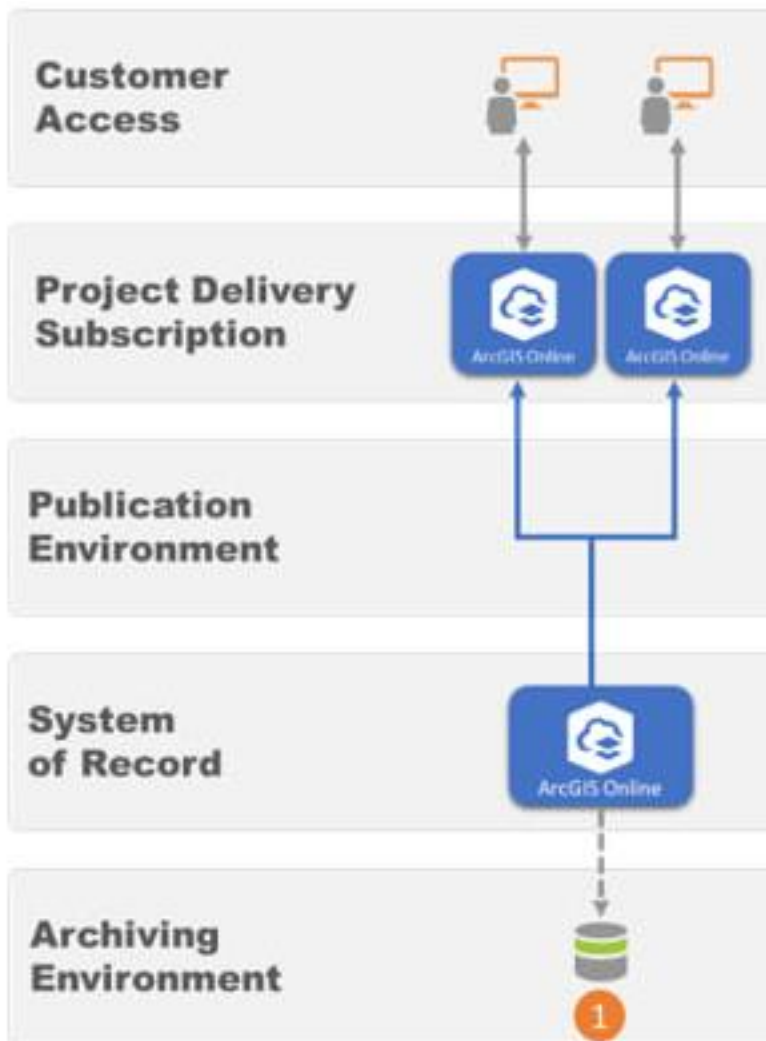 Customer
Access
Project Delivery
Subscription
ArcGIS Online
ArcGIS Online
Publication
Environment
System
of Record
ArcGIS Online
Archiving
Environment
1